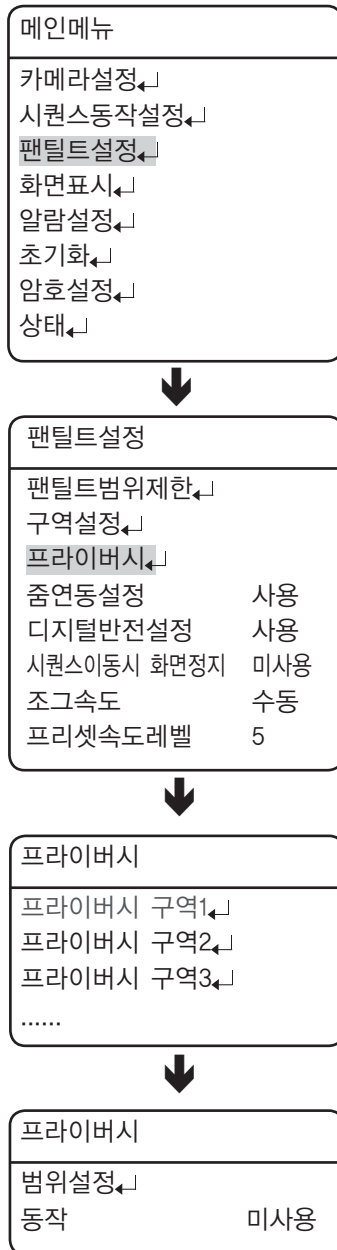 메인메뉴
카메라설정↵
시퀀스동작설정↵
팬틸트설정↵
화면표시↵
알람설정↵
초기화↵
암호설정↵
상태↵
팬틸트설정
팬틸트범위제한↵
구역설정↵
프라이버시↵
줌연동설정 사용
디지털반전설정 사용
시퀀스이동시 화면정지 미사용
조그속도 수동
프리셋속도레벨 5
프라이버시
프라이버시 구역1↵
프라이버시 구역2↵
프라이버시 구역3↵
......
프라이버시
범위설정↵
동작 미사용